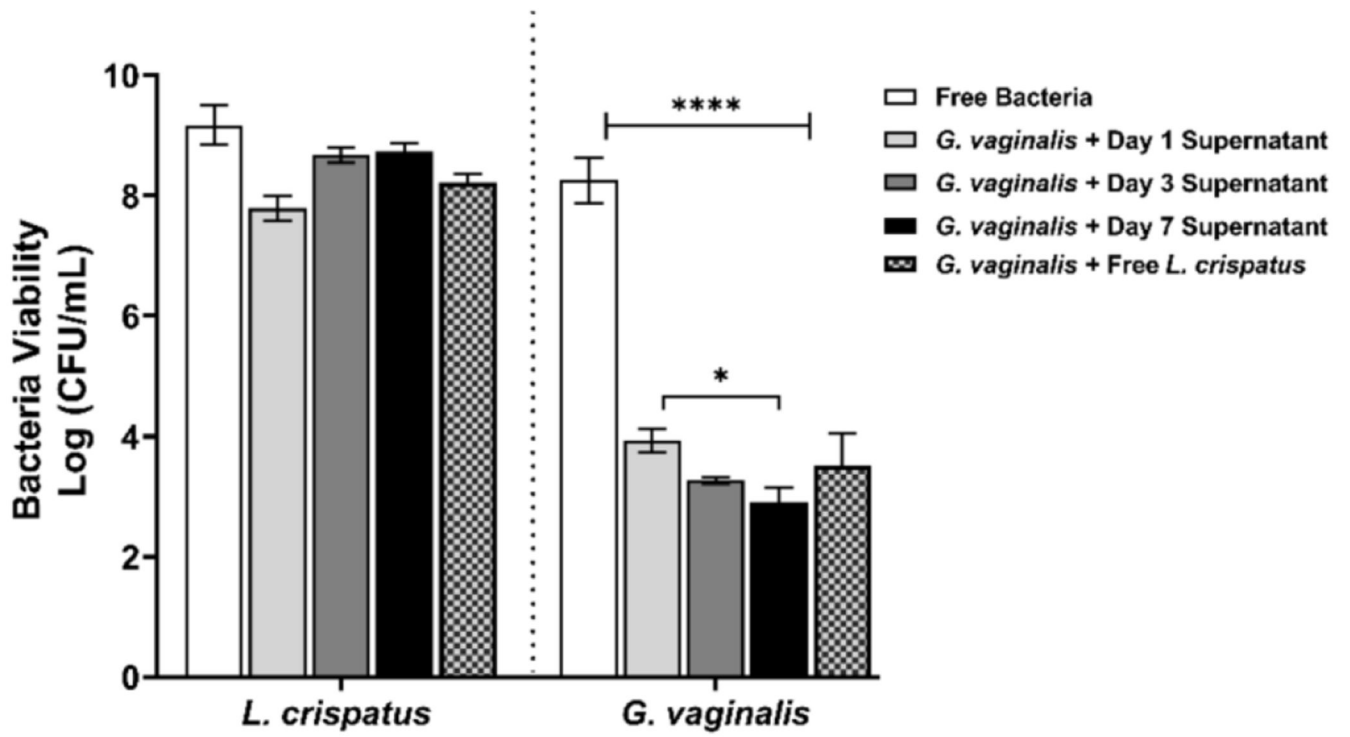 Bacteria Viability
Log (CFU/mL)
10
8
6
4
2
0
****
*
L. crispatus
G. vaginalis
Free Bacteria
G. vaginalis + Day 1 Supernatant
G. vaginalis + Day 3 Supernatant
G. vaginalis + Day 7 Supernatant
G. vaginalis + Free L. crispatus